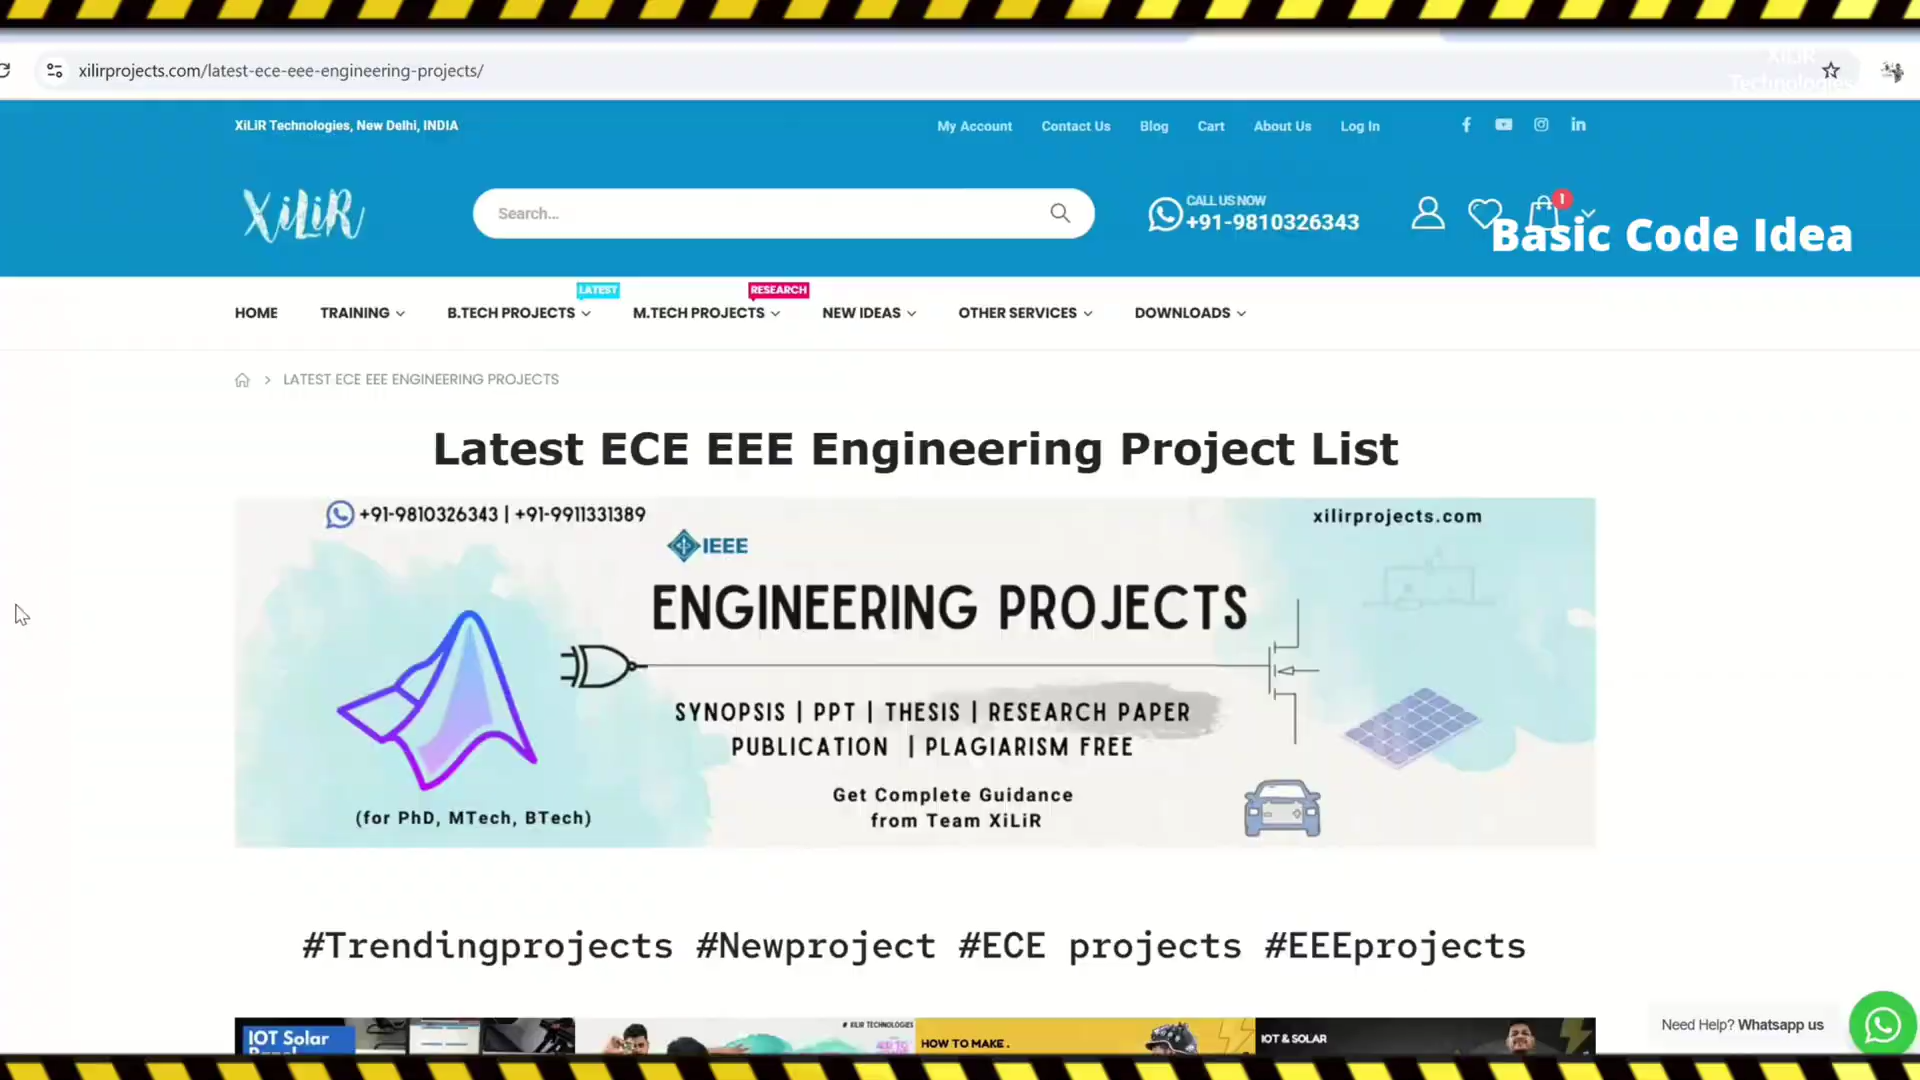 xilirprojects.com/latest-ece-eee-engineering-projects/
XiLiR
Technologies
XiLiR Technologies, New Delhi, INDIA
My Account Contact Us Blog Cart About Us Log In
XiLiR
Search...
CALL US NOW
+91-9810326343
1
Basic Code Idea
LATEST
RESEARCH
HOME TRAINING B.TECH PROJECTS M.TECH PROJECTS NEW IDEAS OTHER SERVICES DOWNLOADS
LATEST ECE EEE ENGINEERING PROJECTS
Latest ECE EEE Engineering Project List
+91-9810326343 | +91-9911331389
xilirprojects.com
IEEE
ENGINEERING PROJECTS
SYNOPSIS | PPT | THESIS | RESEARCH PAPER
PUBLICATION | PLAGIARISM FREE
Get Complete Guidance
from Team XiLiR
(for PhD, MTech, BTech)
#Trendingprojects #Newproject #ECE projects #EEEprojects
IOT Solar
# XILIR TECHNOLOGIES
HOW TO MAKE .
IOT & SOLAR
Need Help? Whatsapp us